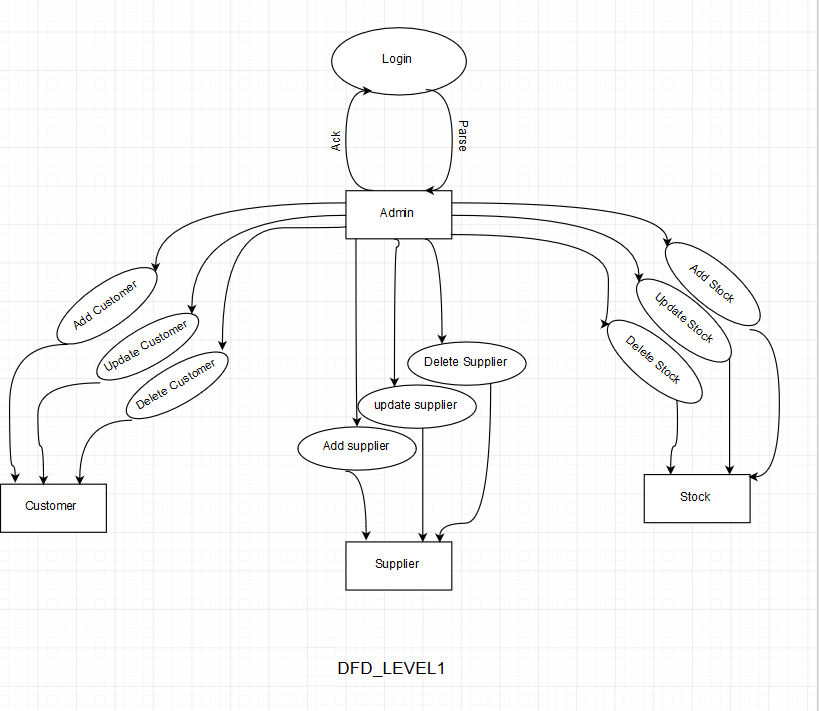 Login
Ack
Parse
Admin
Add Customer
Update Customer
Delete Customer
Delete Supplier
update supplier
Add supplier
Add Stock
Update Stock
Delete Stock
Customer
Supplier
Stock
DFD_LEVEL1